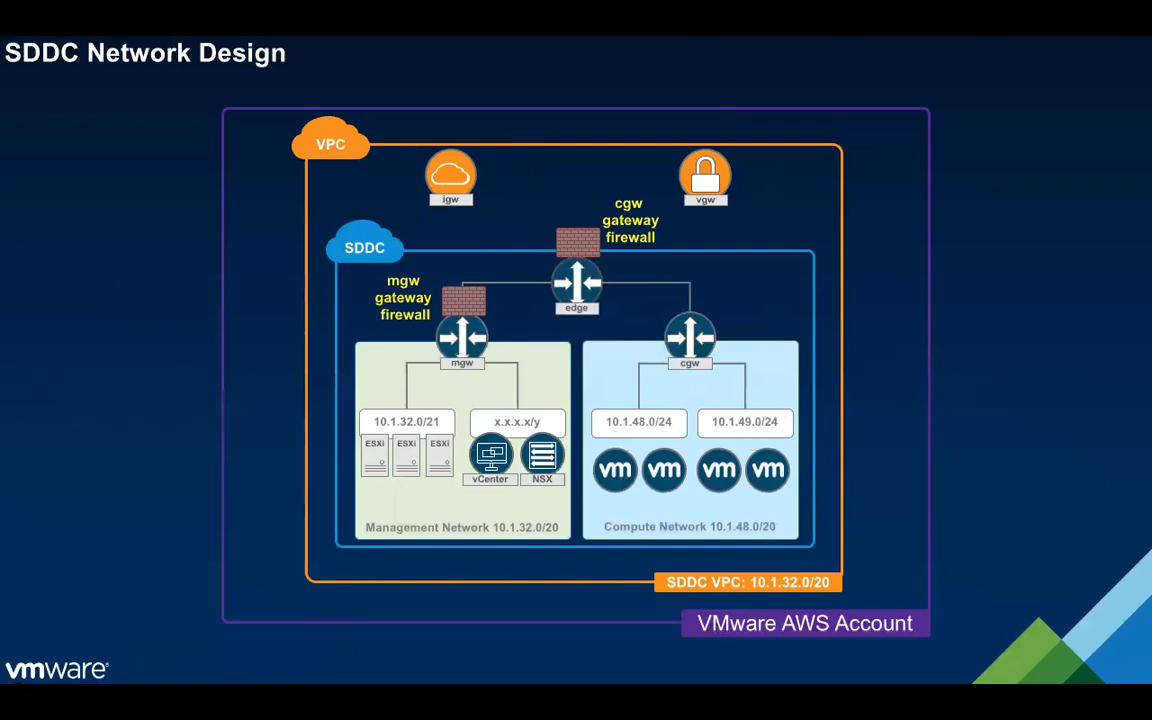 SDDC Network Design
VPC
igw
vgw
cgw
gateway
firewall
SDDC
mgw
gateway
firewall
edge
mgw
cgw
10.1.32.0/21
x.x.x.x/y
10.1.48.0/24
10.1.49.0/24
ESXi
ESXi
ESXi
vm
vm
vm
vm
vCenter
NSX
Management Network 10.1.32.0/20
Compute Network 10.1.48.0/20
SDDC VPC: 10.1.32.0/20
VMware AWS Account
vmware®